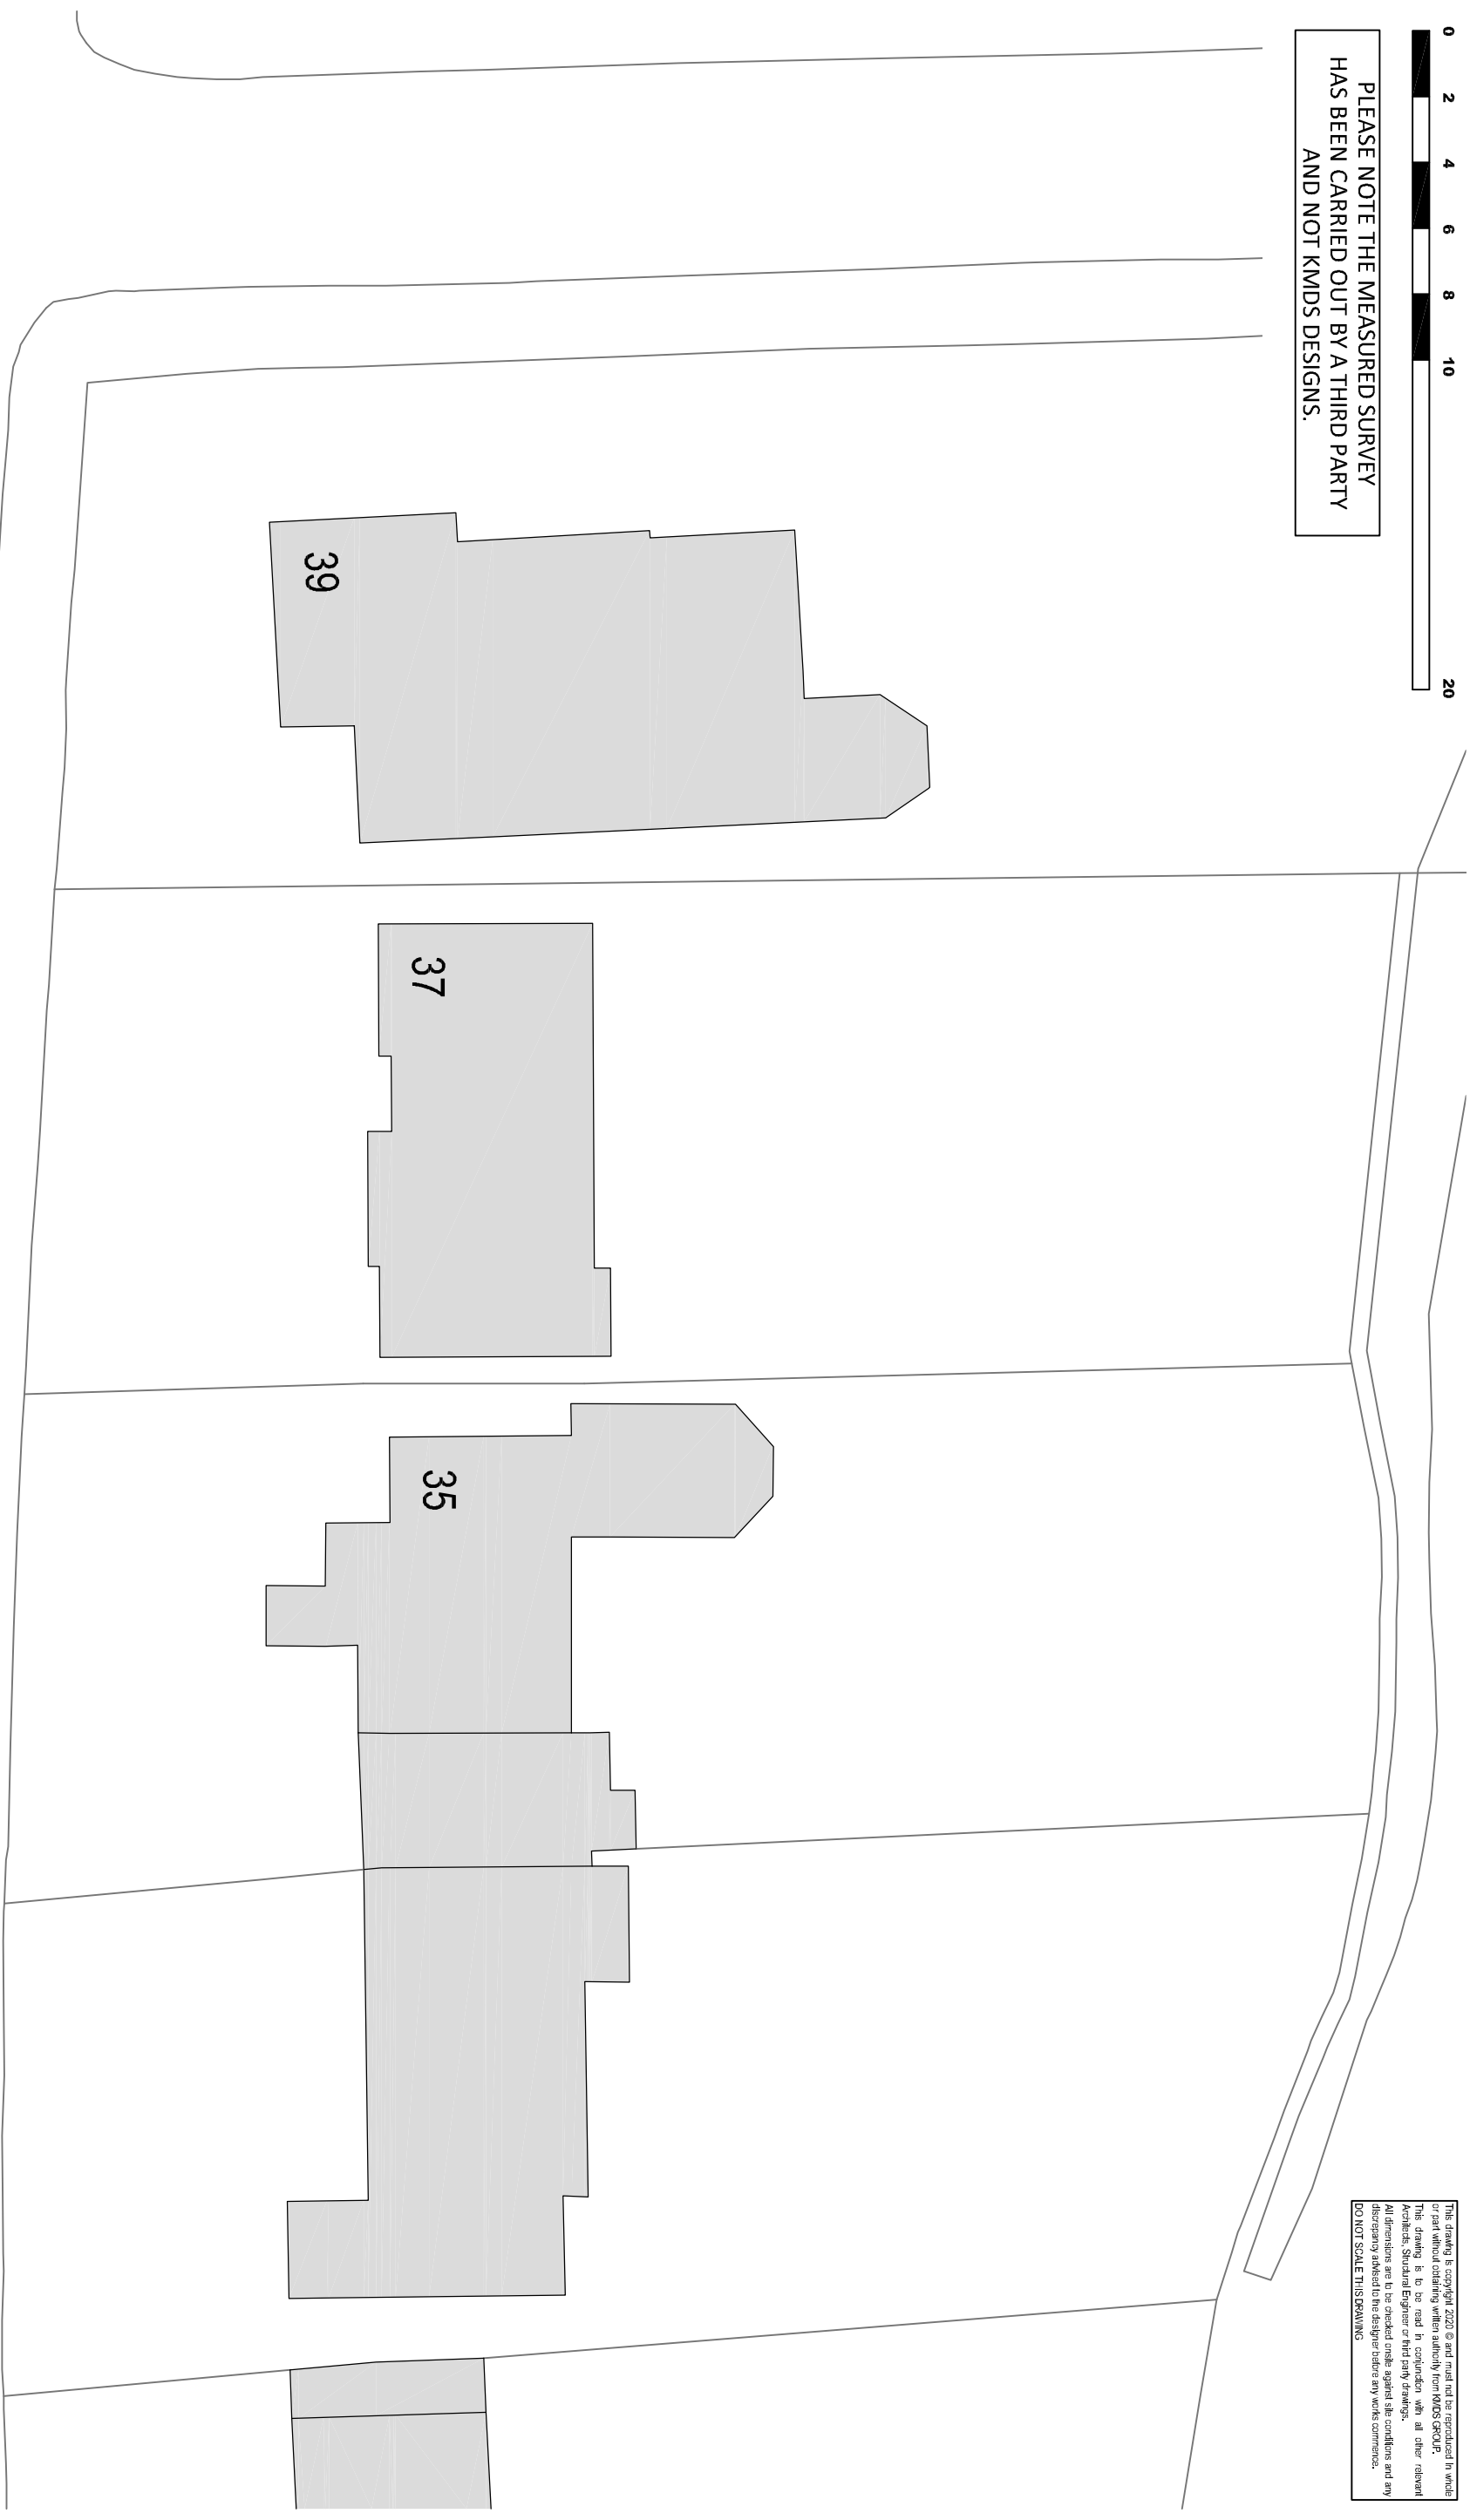 0 2 4 6 8 10 20
PLEASE NOTE THE MEASURED SURVEY
HAS BEEN CARRIED OUT BY A THIRD PARTY
AND NOT KMDS DESIGNS.
This drawing is copyright 2020 © and must not be reproduced in whole
or part without obtaining written authority from KMDS GROUP.
This drawing is to be read in conjunction with all other relevant
Architects, Structural Engineer or third party drawings.
All dimensions are to be checked onsite against site conditions and any
discrepancy advised to the designer before any works commence.
DO NOT SCALE THIS DRAWING
39
37
35